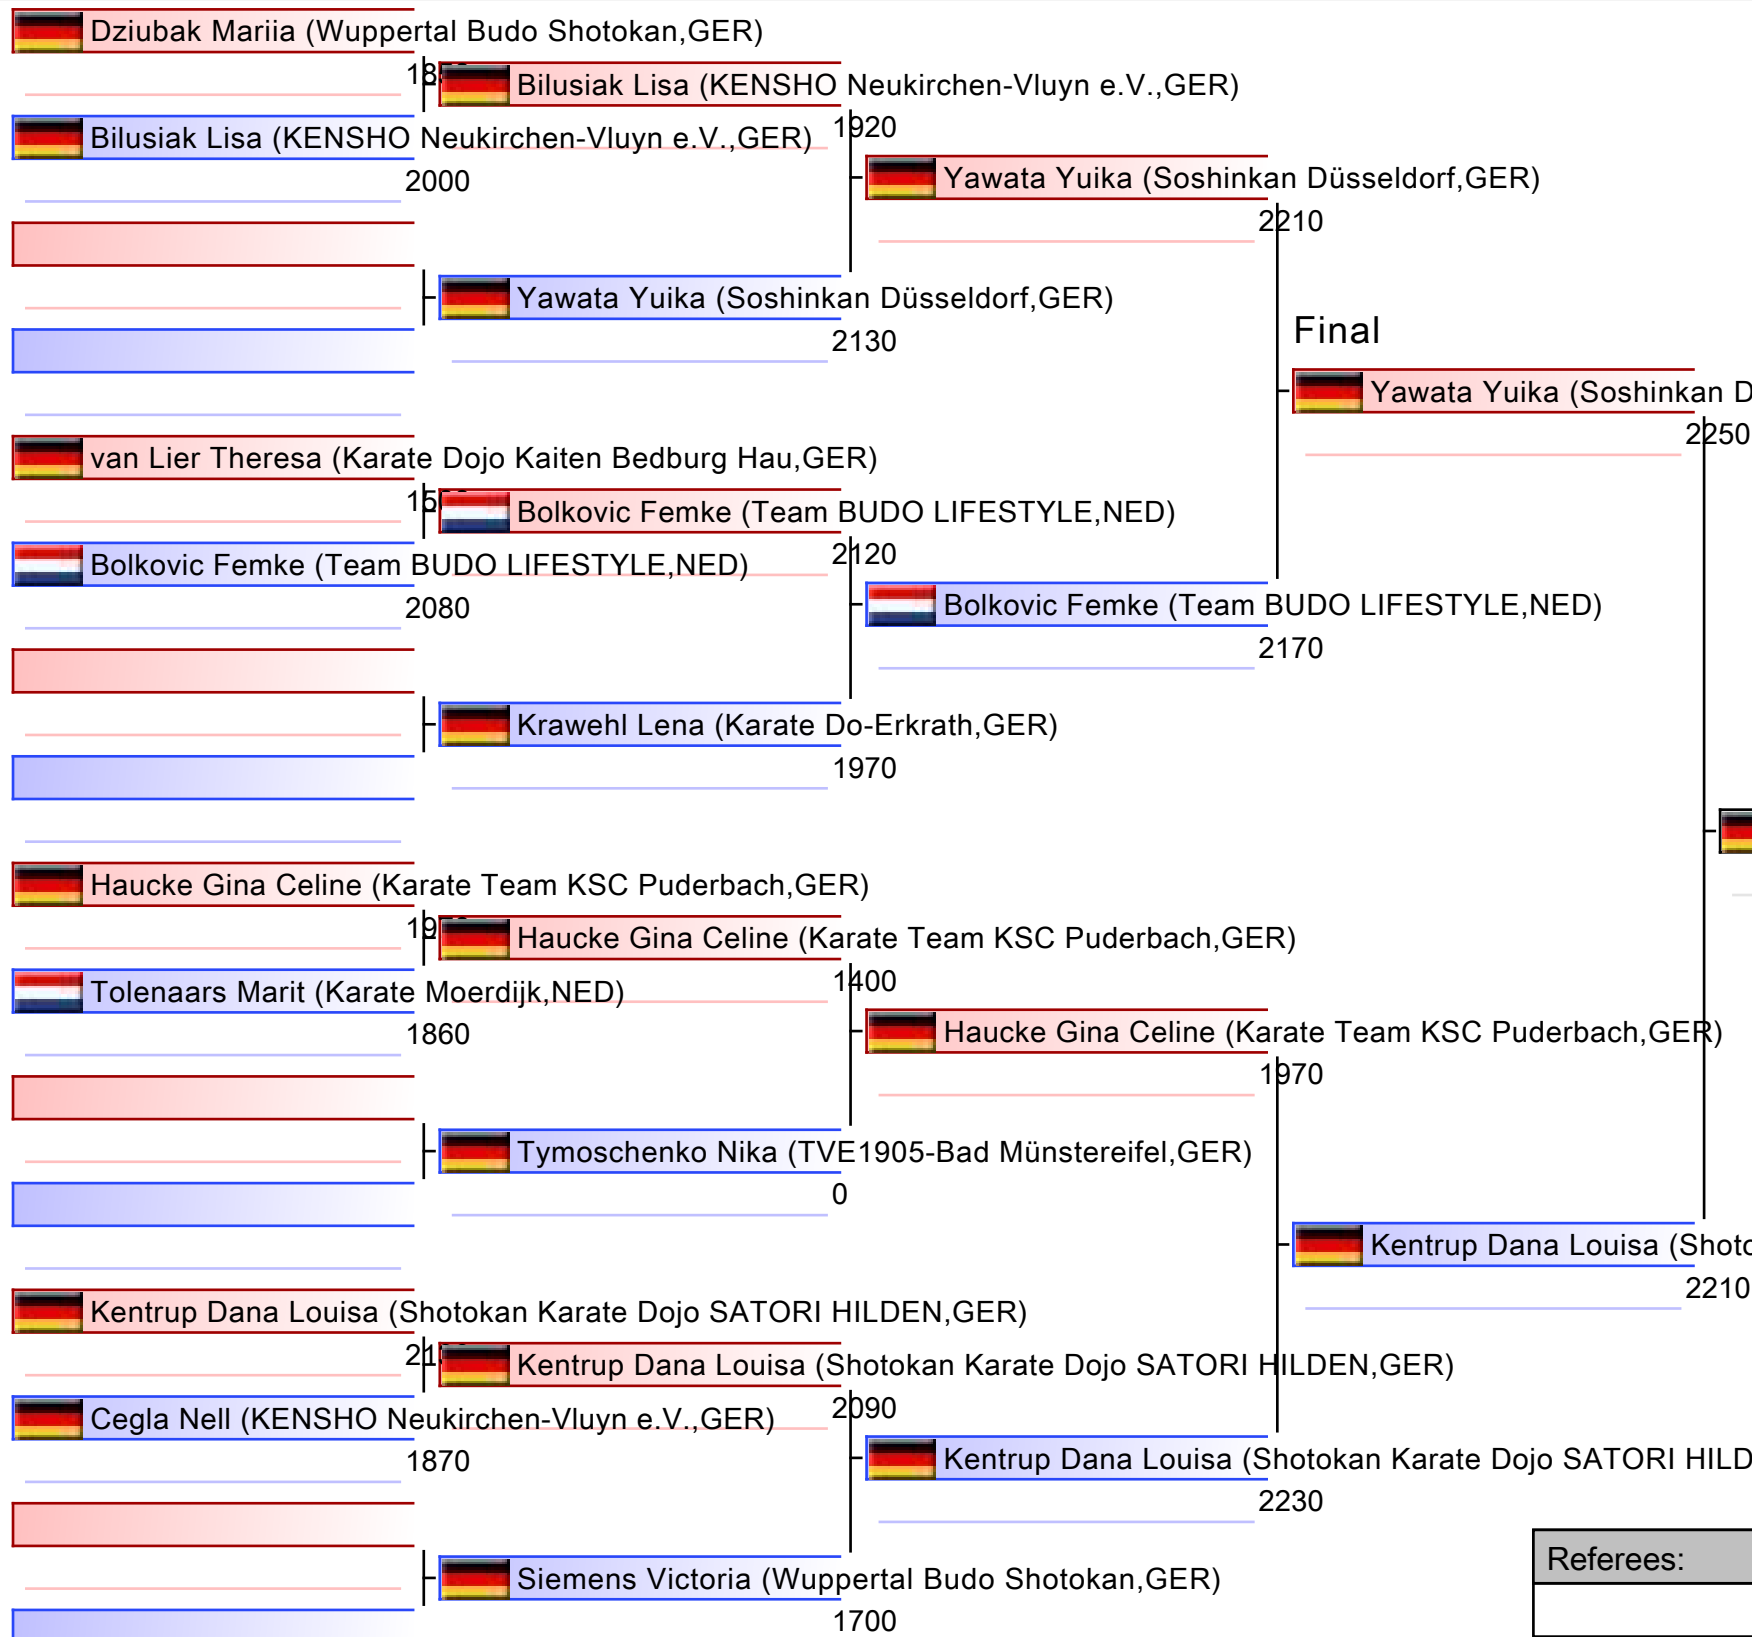 Dziubak Mariia (Wuppertal Budo Shotokan,GER)
Bilusiak Lisa (KENSHO Neukirchen-Vluyn e.V.,GER)
1920
Bilusiak Lisa (KENSHO Neukirchen-Vluyn e.V.,GER)
2000
Yawata Yuika (Soshinkan Düsseldorf,GER)
2210
Yawata Yuika (Soshinkan Düsseldorf,GER)
2130
Final
Yawata Yuika (Soshinkan
2250
van Lier Theresa (Karate Dojo Kaiten Bedburg Hau,GER)
Bolkovic Femke (Team BUDO LIFESTYLE,NED)
2120
Bolkovic Femke (Team BUDO LIFESTYLE,NED)
2080
Bolkovic Femke (Team BUDO LIFESTYLE,NED)
2170
Krawehl Lena (Karate Do-Erkrath,GER)
1970
Haucke Gina Celine (Karate Team KSC Puderbach,GER)
Haucke Gina Celine (Karate Team KSC Puderbach,GER)
1400
Tolenaars Marit (Karate Moerdijk,NED)
1860
Haucke Gina Celine (Karate Team KSC Puderbach,GER)
1970
Tymoschenko Nika (TVE1905-Bad Münstereifel,GER)
0
Kentrup Dana Louisa
2210
Kentrup Dana Louisa (Shotokan Karate Dojo SATORI HILDEN,GER)
Kentrup Dana Louisa (Shotokan Karate Dojo SATORI HILDEN,GER)
2090
Cegla Nell (KENSHO Neukirchen-Vluyn e.V.,GER)
1870
Kentrup Dana Louisa (Shotokan Karate Dojo SATORI
2230
Siemens Victoria (Wuppertal Budo Shotokan,GER)
1700
Referees: